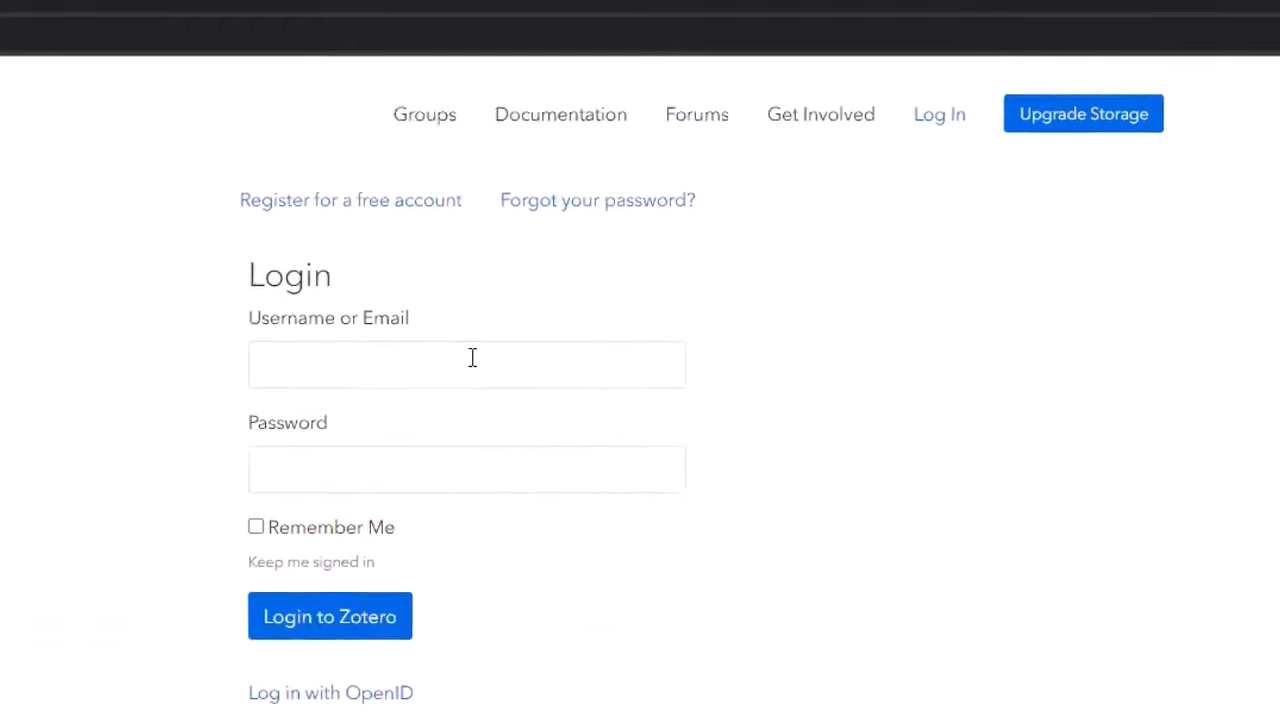 Groups Documentation Forums Get Involved Log In Upgrade Storage
Register for a free account Forgot your password?
Login
Username or Email
Password
Remember Me
Keep me signed in
Login to Zotero
Log in with OpenID